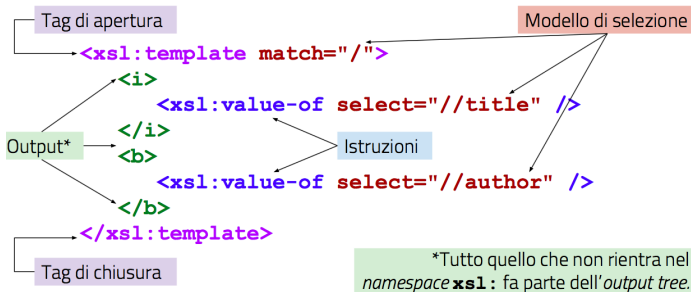 Tag di apertura
Modello di selezione
<xsl:template match="/">
<i>
<xsl:value-of select="//title" />
</i>
Output*
Istruzioni
<b>
<xsl:value-of select="//author" />
</b>
</xsl:template>
Tag di chiusura
*Tutto quello che non rientra nel
namespace xsl: fa parte dell'output tree.